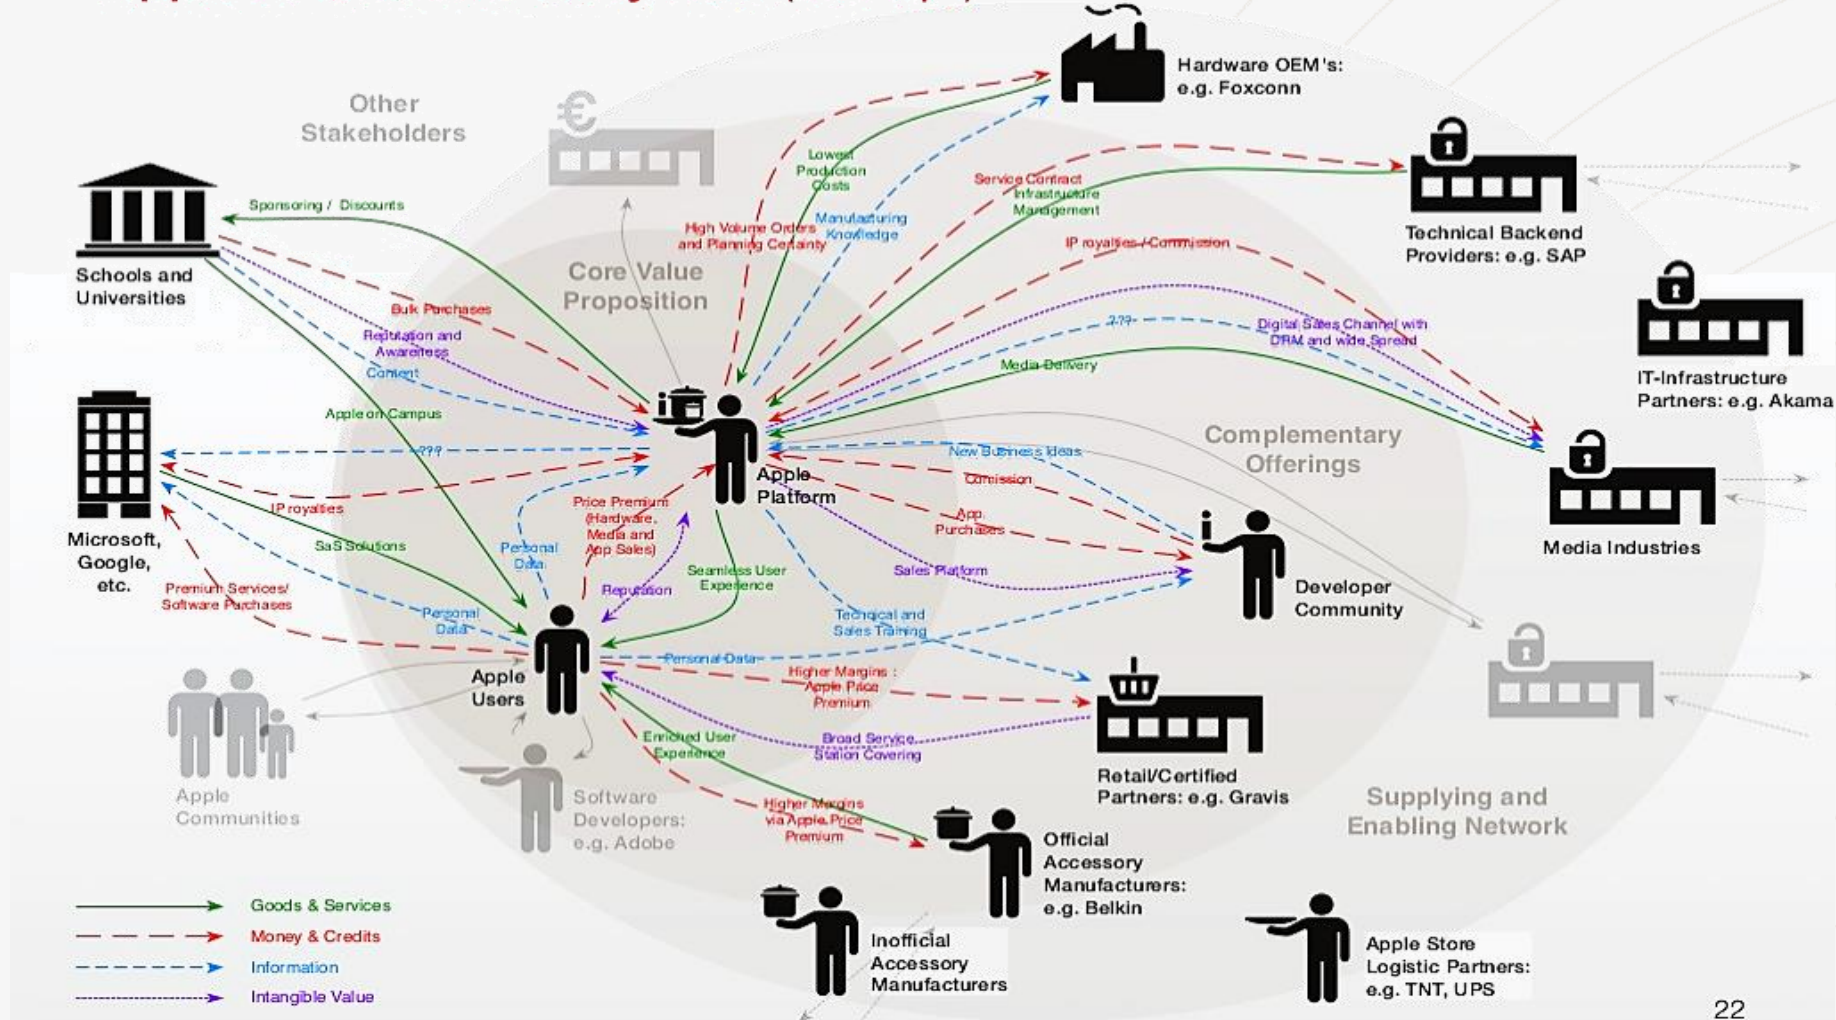 Hardware OEM's:
e.g. Foxconn
Other
Stakeholders
Lowest
Production
Costs
Service Contract
Infrastructure
Management
Sponsoring / Discounts
Manufacturing
Knowledge
High Volume Orders
and Planning Certainty
IP royalties / Commission
Technical Backend
Providers: e.g. SAP
Schools and
Universities
Core Value
Proposition
Bulk Purchases
Reputation and
Awareness
Content
???
Digital Sales Channel with
DRM and wide Spread
Media Delivery
IT-Infrastructure
Partners: e.g. Akama
Apple on Campus
???
Complementary
Offerings
New Business Ideas
Comission
Apple
Platform
IP royalties
Price Premium
(Hardware,
Media and
App Sales)
App
Purchases
Microsoft,
Google,
etc.
SaS Solutions
Personal
Data
Media Industries
Premium Services/
Software Purchases
Reputation
Seamless User
Experience
Sales Platform
Developer
Community
Personal
Data
Technical and
Sales Training
Personal Data
Apple
Users
Higher Margins :
Apple Price
Premium
Enriched User
Experience
Broad Service
Station Covering
Retail/Certified
Partners: e.g. Gravis
Apple
Communities
Software
Developers:
e.g. Adobe
Higher Margins
via Apple Price
Premium
Supplying and
Enabling Network
Official
Accessory
Manufacturers:
e.g. Belkin
Goods & Services
Money & Credits
Information
Intangible Value
Inofficial
Accessory
Manufacturers
Apple Store
Logistic Partners:
e.g. TNT, UPS
22